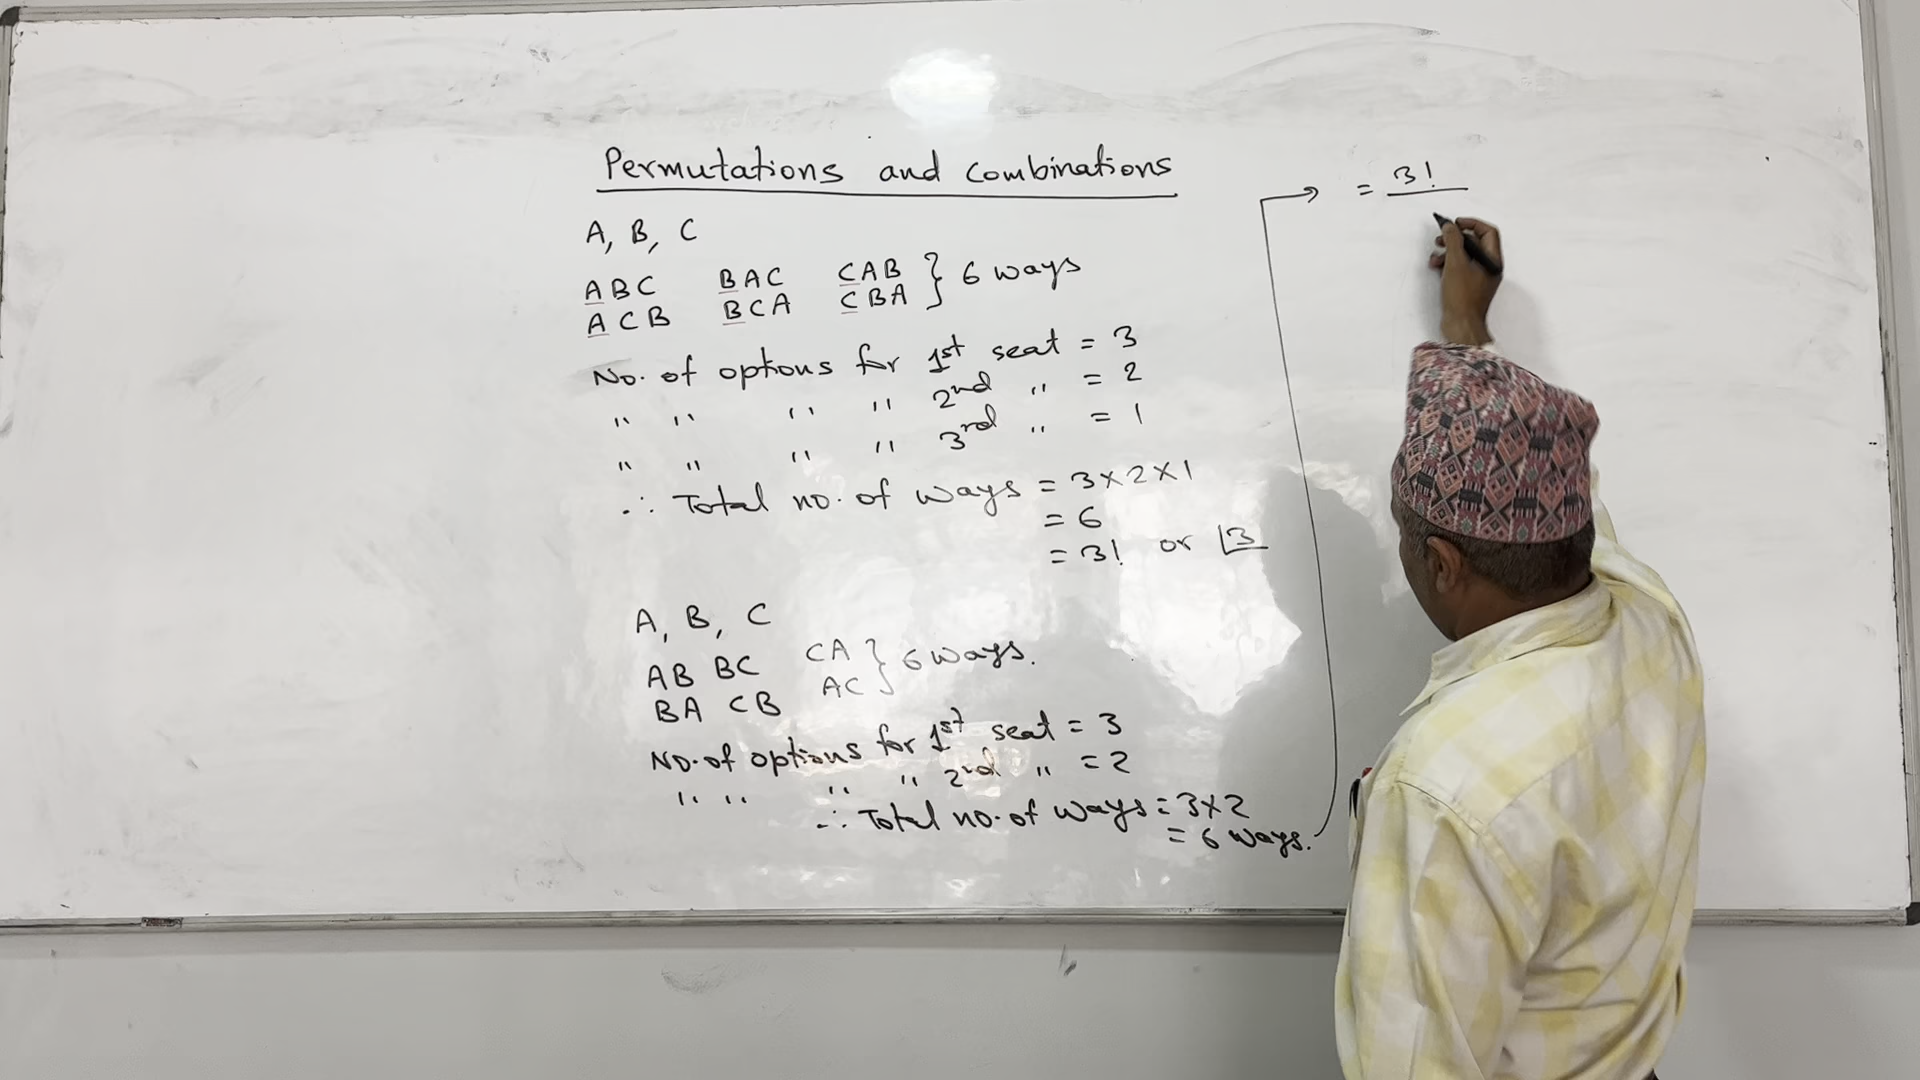 Permutations and combinations
A, B, C
ABC BAC CAB } 6 ways
ACB BCA CBA
No. of options for 1st seat = 3
" " " " 2nd " = 2
" " " " 3rd " = 1
∴ Total no. of ways = 3×2×1
= 6
= 3! or |3
A, B, C
AB BC CA } 6 ways.
BA CB AC
No. of options for 1st seat = 3
" " " " 2nd " = 2
∴ Total no. of ways = 3×2
= 6 ways.
= 3!